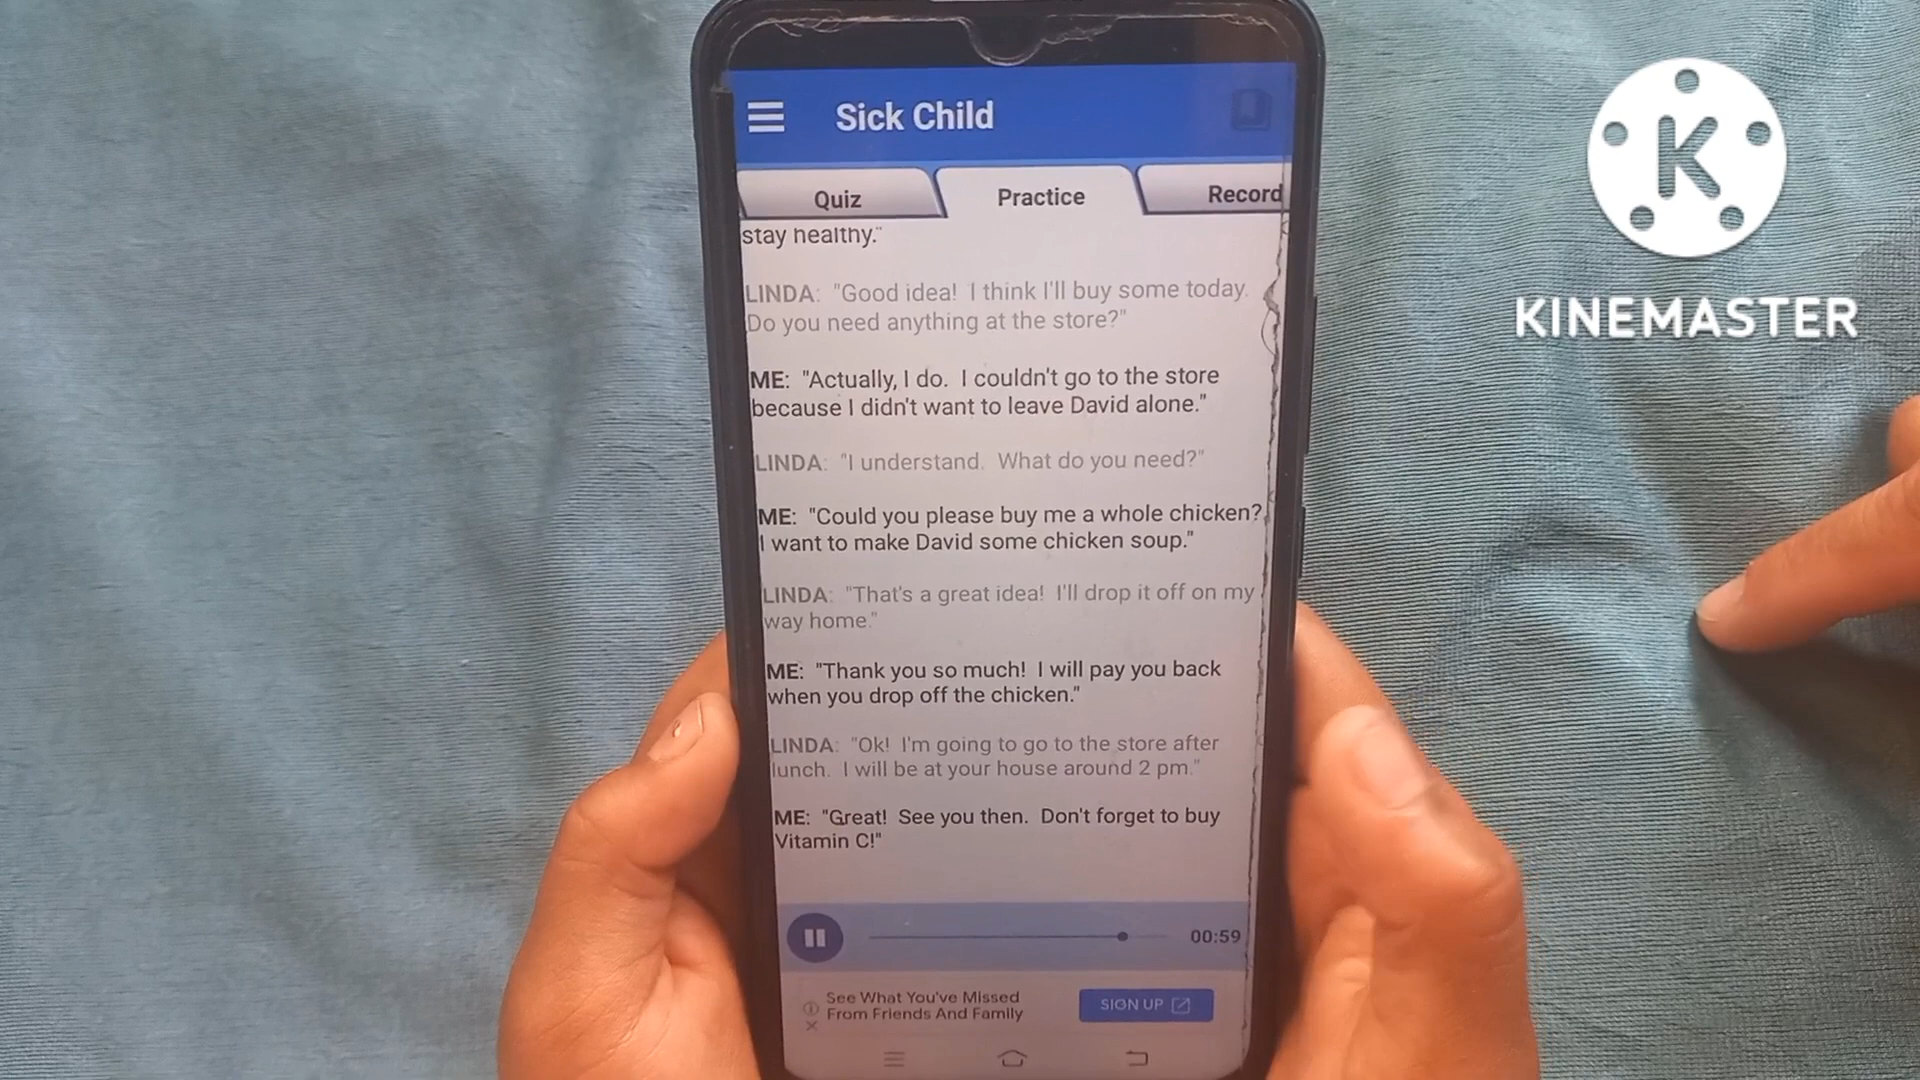 Sick Child
Quiz
Practice
Record
stay healthy."
LINDA: "Good idea! I think I'll buy some today.
Do you need anything at the store?"
ME: "Actually, I do. I couldn't go to the store
because I didn't want to leave David alone."
LINDA: "I understand. What do you need?"
ME: "Could you please buy me a whole chicken?
I want to make David some chicken soup."
LINDA: "That's a great idea! I'll drop it off on my
way home."
ME: "Thank you so much! I will pay you back
when you drop off the chicken."
LINDA: "Ok! I'm going to go to the store after
lunch. I will be at your house around 2 pm."
ME: "Great! See you then. Don't forget to buy
Vitamin C!"
00:59
See What You've Missed
From Friends And Family
SIGN UP
K
KINEMASTER